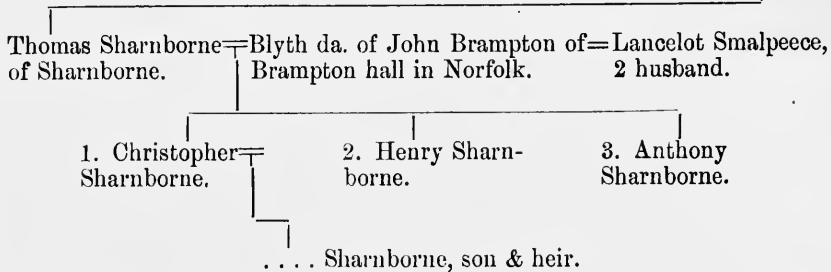 Thomas Sharnborne=Blyth da. of John Brampton of=Lancelot Smalpeece,
of Sharnborne. Brampton hall in Norfolk. 2 husband.
1. Christopher= 2. Henry Sharn- 3. Anthony
Sharnborne. borne. Sharnborne.
.... Sharnborne, son & heir.